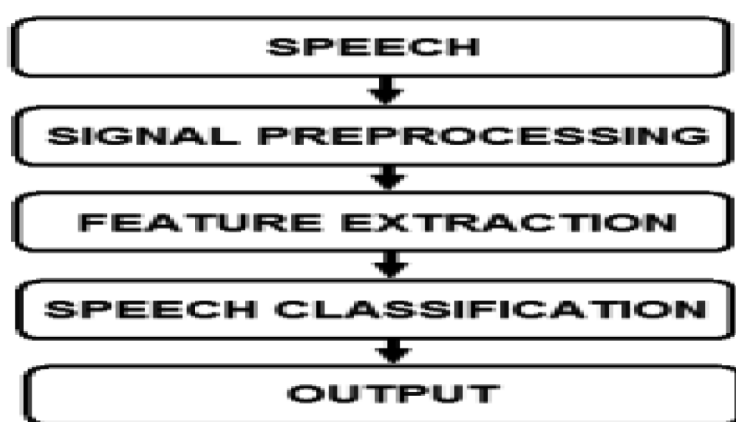 SPEECH
SIGNAL PREPROCESSING
FEATURE EXTRACTION
SPEECH CLASSIFICATION
OUTPUT